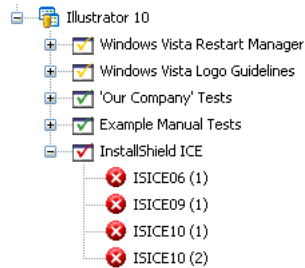 Illustrator 10
Windows Vista Restart Manager
Windows Vista Logo Guidelines
'Our Company' Tests
Example Manual Tests
InstallShield ICE
ISICE06 (1)
ISICE09 (1)
ISICE10 (1)
ISICE10 (2)